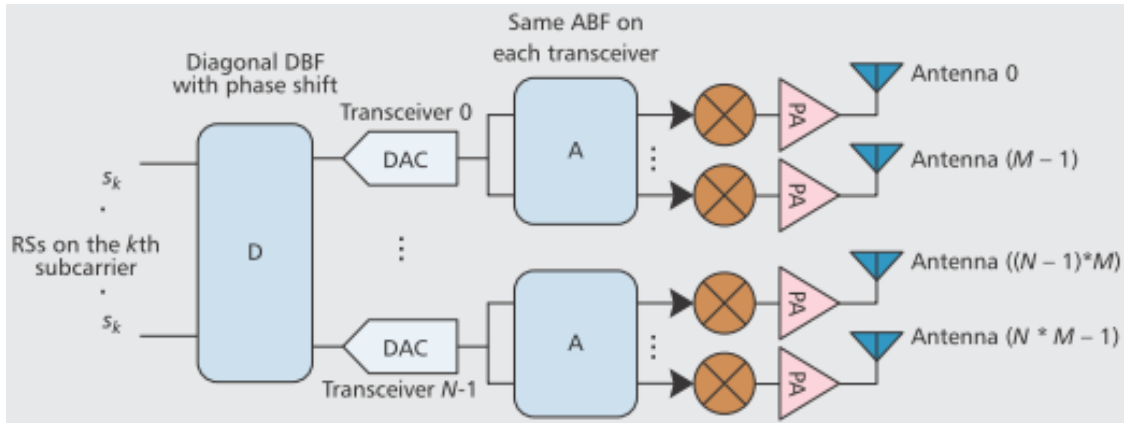 Same ABF on
each transceiver
Diagonal DBF
with phase shift
Transceiver 0
DAC
A
PA
Antenna 0
PA
Antenna (M – 1)
s_k
.
RSs on the kth
subcarrier
.
s_k
D
DAC
Transceiver N-1
A
PA
Antenna ((N – 1)*M)
PA
Antenna (N * M – 1)